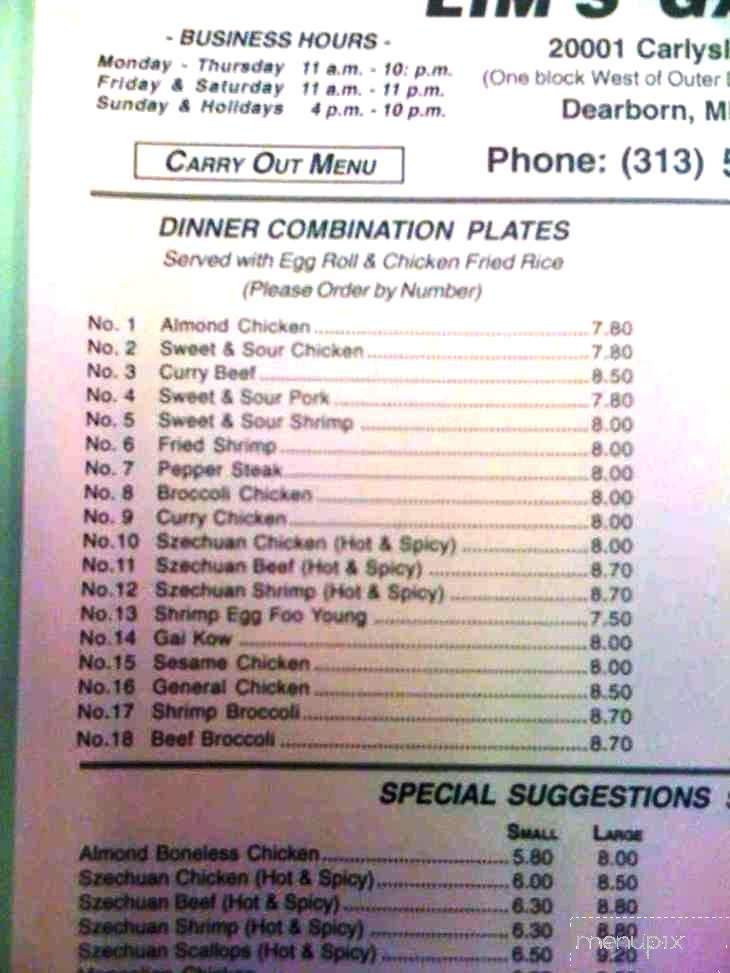 LIM'S GA
- BUSINESS HOURS -
Monday - Thursday 11 a.m. - 10: p.m.
Friday & Saturday 11 a.m. - 11 p.m.
Sunday & Holidays 4 p.m. - 10 p.m.
20001 Carlysl
(One block West of Outer
Dearborn, MI
CARRY OUT MENU
Phone: (313) 5
DINNER COMBINATION PLATES
Served with Egg Roll & Chicken Fried Rice
(Please Order by Number)
No. 1 Almond Chicken 7.80
No. 2 Sweet & Sour Chicken 7.80
No. 3 Curry Beef 8.50
No. 4 Sweet & Sour Pork 7.80
No. 5 Sweet & Sour Shrimp 8.00
No. 6 Fried Shrimp 8.00
No. 7 Pepper Steak 8.00
No. 8 Broccoli Chicken 8.00
No. 9 Curry Chicken 8.00
No.10 Szechuan Chicken (Hot & Spicy) 8.00
No.11 Szechuan Beef (Hot & Spicy) 8.70
No.12 Szechuan Shrimp (Hot & Spicy) 8.70
No.13 Shrimp Egg Foo Young 7.50
No.14 Gai Kow 8.00
No.15 Sesame Chicken 8.00
No.16 General Chicken 8.50
No.17 Shrimp Broccoli 8.70
No.18 Beef Broccoli 8.70
SPECIAL SUGGESTIONS
SMALL LARGE
Almond Boneless Chicken 5.80 8.00
Szechuan Chicken (Hot & Spicy) 6.00 8.50
Szechuan Beef (Hot & Spicy) 6.30 8.80
Szechuan Shrimp (Hot & Spicy) 6.30 8.80
Szechuan Scallops (Hot & Spicy) 6.50 9.20
menupix